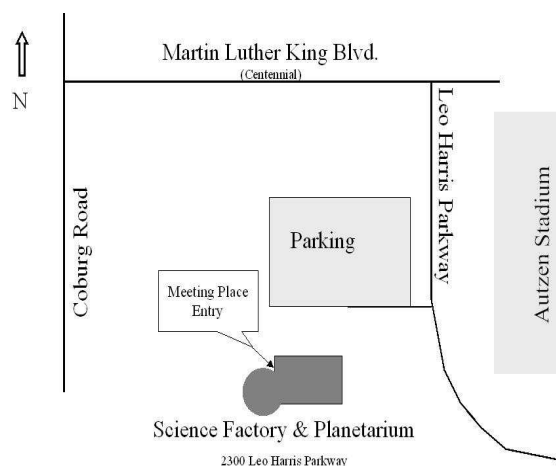 Martin Luther King Blvd.
(Centennial)
N
Coburg Road
Leo Harris
Parkway
Autzen Stadium
Parking
Meeting Place
Entry
Science Factory & Planetarium
2300 Leo Harris Parkway